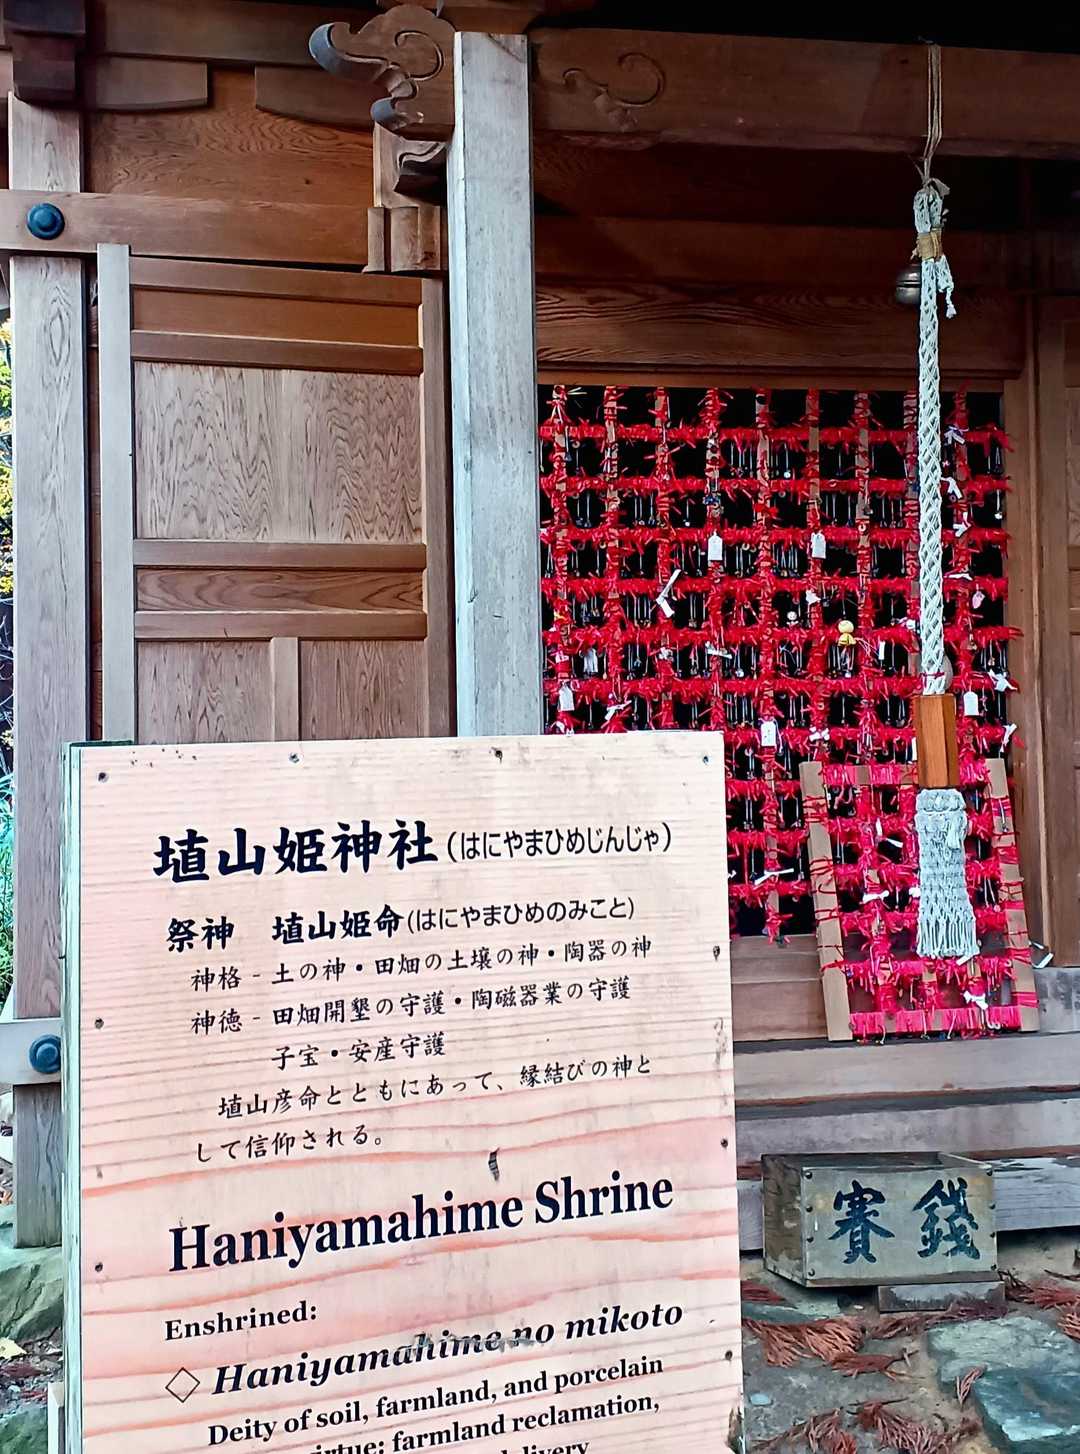 埴山姫神社(はにやまひめじんじゃ)
祭神 埴山姫命(はにやまひめのみこと)
神格 - 土の神・田畑の土壌の神・陶器の神
神徳 - 田畑開墾の守護・陶磁器業の守護
子宝・安産守護
埴山彦命とともにあって、縁結びの神と
して信仰される。
Haniyamahime Shrine
Enshrined:
◇ Haniyamahime no mikoto
Deity of soil, farmland, and porcelain
virtue: farmland reclamation,
delivery
賽銭